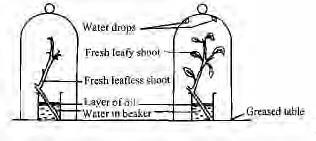 Water drops
Fresh leafy shoot
Fresh leafless shoot
Layer of oil
Water in beaker
Greased table